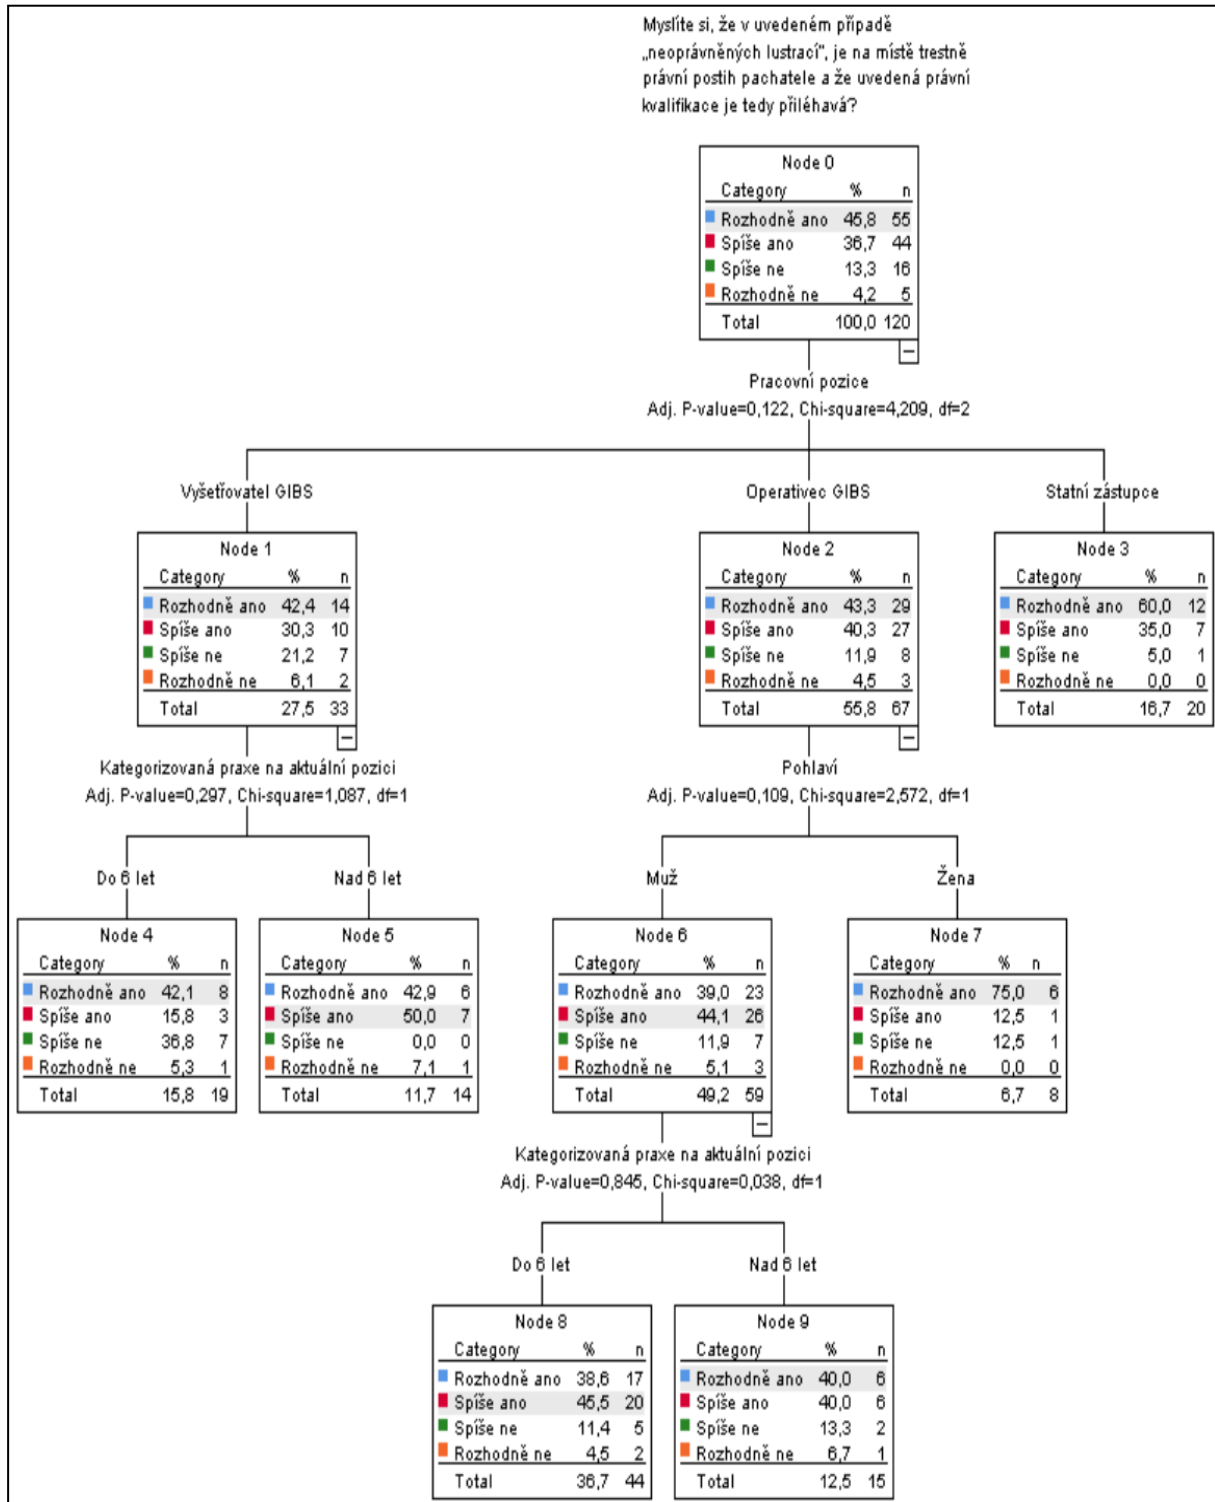 Myslíte si, že v uvedeném případě
„neoprávněných lustrací", je na místě trestně
právní postih pachatele a že uvedená právní
kvalifikace je tedy přiléhavá?
Node 0
Category % n
Rozhodně ano 45,8 55
Spíše ano 36,7 44
Spíše ne 13,3 16
Rozhodně ne 4,2 5
Total 100,0 120
Pracovní pozice
Adj. P-value=0,122, Chi-square=4,209, df=2
Vyšetřovatel GIBS
Operativec GIBS
Statní zástupce
Node 1
Category % n
Rozhodně ano 42,4 14
Spíše ano 30,3 10
Spíše ne 21,2 7
Rozhodně ne 6,1 2
Total 27,5 33
Node 2
Category % n
Rozhodně ano 43,3 29
Spíše ano 40,3 27
Spíše ne 11,9 8
Rozhodně ne 4,5 3
Total 55,8 67
Node 3
Category % n
Rozhodně ano 60,0 12
Spíše ano 35,0 7
Spíše ne 5,0 1
Rozhodně ne 0,0 0
Total 16,7 20
Kategorizovaná praxe na aktuální pozici
Adj. P-value=0,297, Chi-square=1,087, df=1
Pohlaví
Adj. P-value=0,109, Chi-square=2,572, df=1
Do 6 let
Nad 6 let
Muž
Žena
Node 4
Category % n
Rozhodně ano 42,1 8
Spíše ano 15,8 3
Spíše ne 36,8 7
Rozhodně ne 5,3 1
Total 15,8 19
Node 5
Category % n
Rozhodně ano 42,9 6
Spíše ano 50,0 7
Spíše ne 0,0 0
Rozhodně ne 7,1 1
Total 11,7 14
Node 6
Category % n
Rozhodně ano 39,0 23
Spíše ano 44,1 26
Spíše ne 11,9 7
Rozhodně ne 5,1 3
Total 49,2 59
Node 7
Category % n
Rozhodně ano 75,0 6
Spíše ano 12,5 1
Spíše ne 12,5 1
Rozhodně ne 0,0 0
Total 6,7 8
Kategorizovaná praxe na aktuální pozici
Adj. P-value=0,845, Chi-square=0,038, df=1
Do 6 let
Nad 6 let
Node 8
Category % n
Rozhodně ano 38,6 17
Spíše ano 45,5 20
Spíše ne 11,4 5
Rozhodně ne 4,5 2
Total 36,7 44
Node 9
Category % n
Rozhodně ano 40,0 6
Spíše ano 40,0 6
Spíše ne 13,3 2
Rozhodně ne 6,7 1
Total 12,5 15